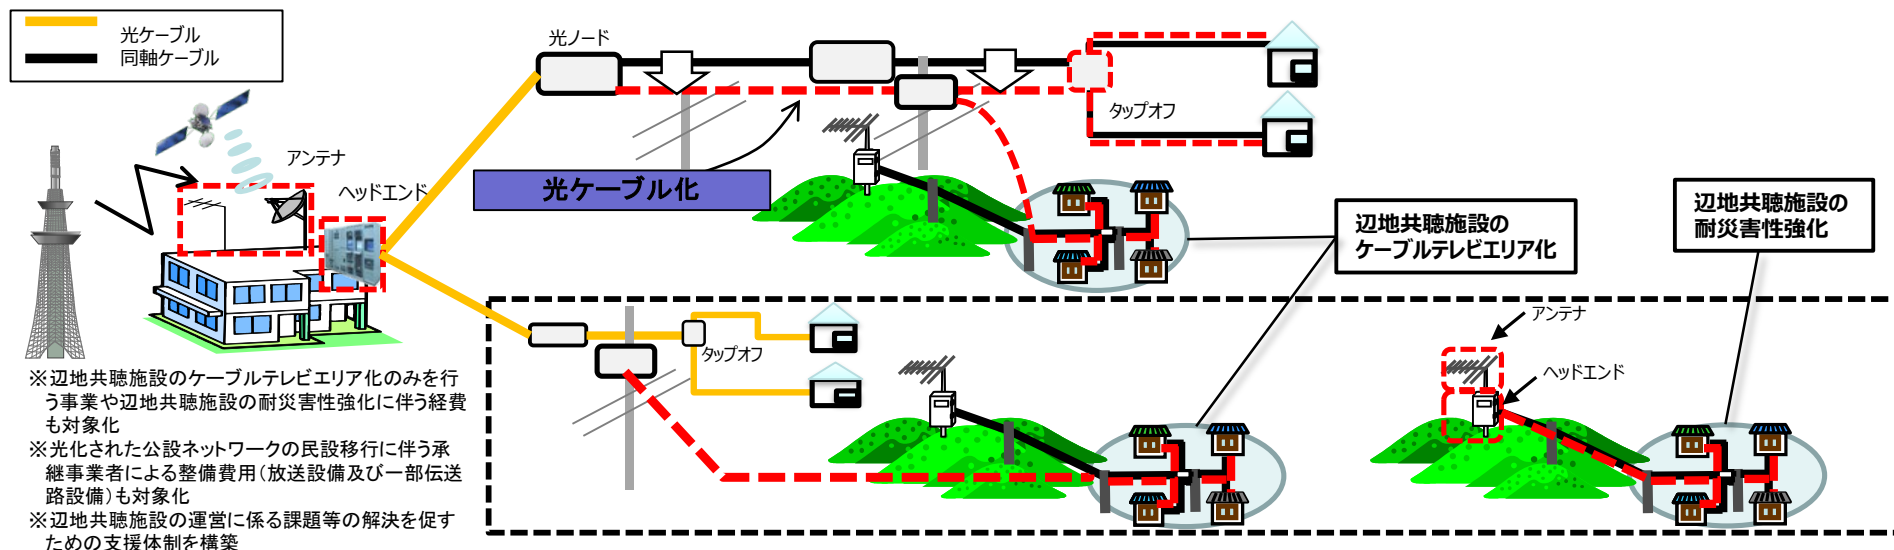 光ケーブル
同軸ケーブル
光ノード
タップオフ
アンテナ
ヘッドエンド
光ケーブル化
辺地共聴施設の
ケーブルテレビエリア化
辺地共聴施設の
耐災害性強化
アンテナ
ヘッドエンド
タップオフ
※辺地共聴施設のケーブルテレビエリア化のみを行
う事業や辺地共聴施設の耐災害性強化に伴う経費
も対象化
※光化された公設ネットワークの民設移行に伴う承
継事業者による整備費用（放送設備及び一部伝送
路設備）も対象化
※辺地共聴施設の運営に係る課題等の解決を促す
ための支援体制を構築